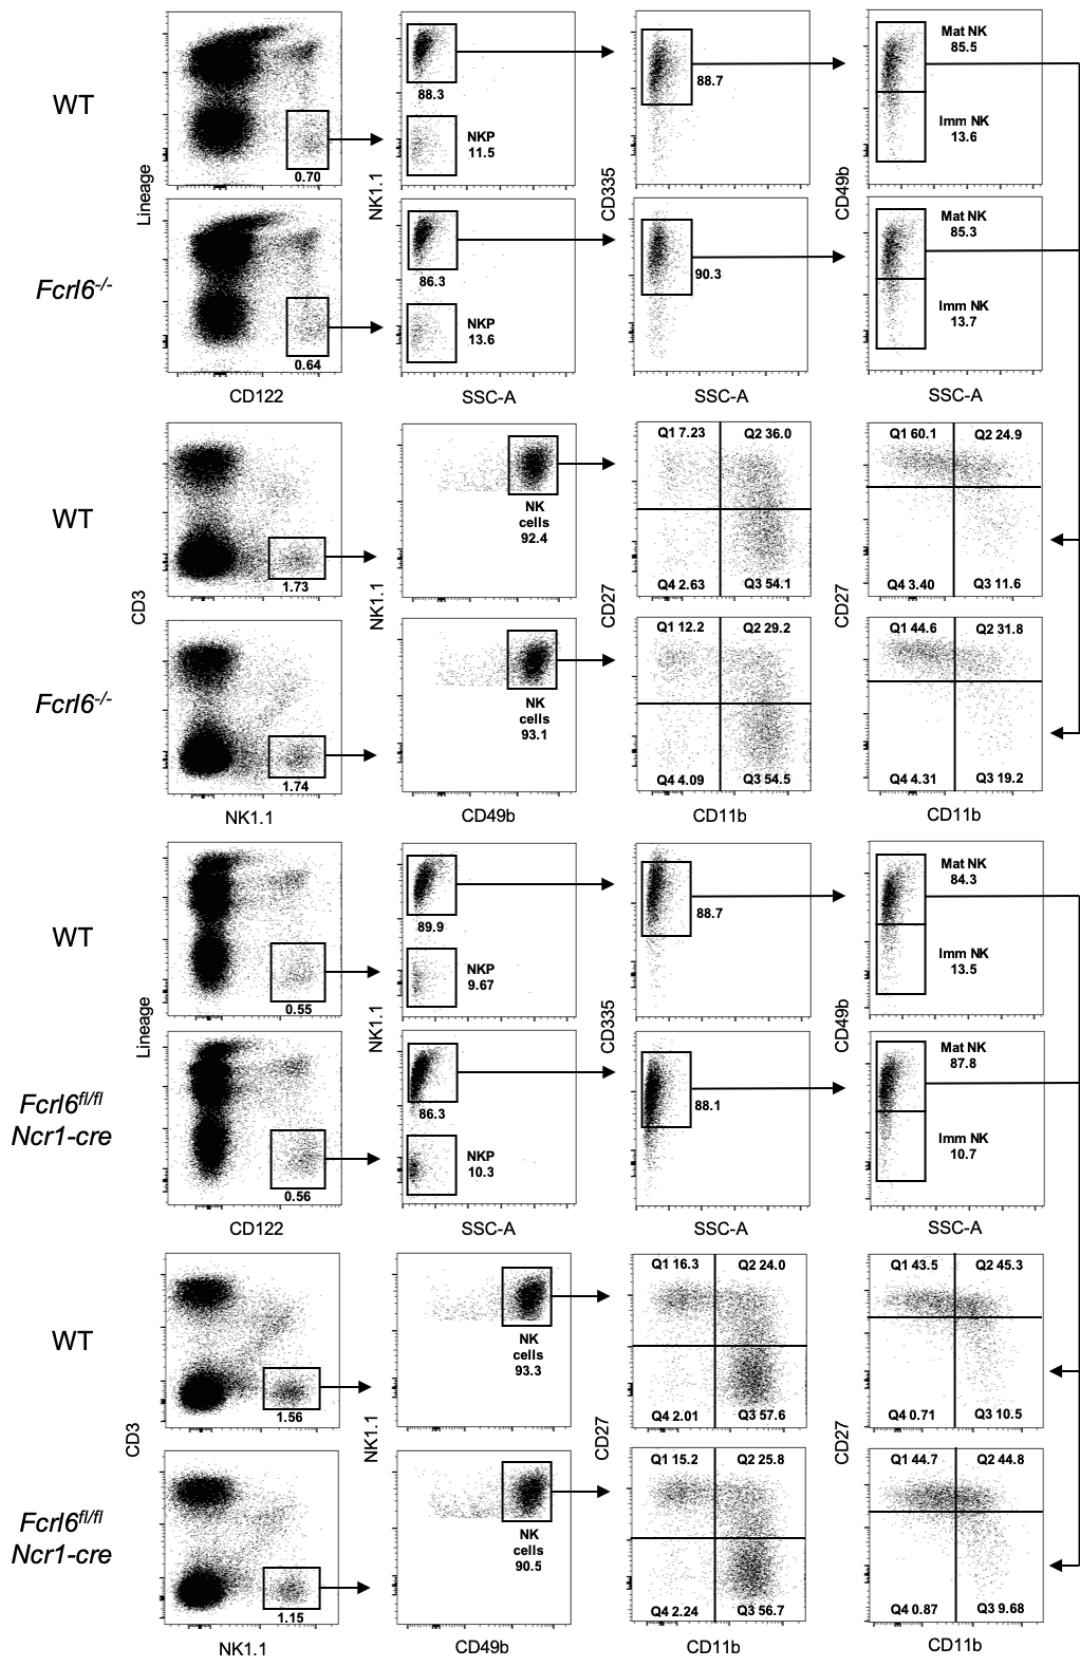 WT
Lineage
0.70
NK1.1
88.3
NKP
11.5
CD335
88.7
CD49b
Mat NK
85.5
Imm NK
13.6
Fcrl6-/-
0.64
86.3
NKP
13.6
90.3
Mat NK
85.3
Imm NK
13.7
CD122
SSC-A
SSC-A
SSC-A
WT
CD3
1.73
NK1.1
NK
cells
92.4
CD27
Q1 7.23 Q2 36.0
Q4 2.63 Q3 54.1
CD27
Q1 60.1 Q2 24.9
Q4 3.40 Q3 11.6
Fcrl6-/-
1.74
NK
cells
93.1
Q1 12.2 Q2 29.2
Q4 4.09 Q3 54.5
Q1 44.6 Q2 31.8
Q4 4.31 Q3 19.2
NK1.1
CD49b
CD11b
CD11b
WT
Lineage
0.55
NK1.1
89.9
NKP
9.67
CD335
88.7
CD49b
Mat NK
84.3
Imm NK
13.5
Fcrl6fl/fl
Ncr1-cre
0.56
86.3
NKP
10.3
88.1
Mat NK
87.8
Imm NK
10.7
CD122
SSC-A
SSC-A
SSC-A
WT
CD3
1.56
NK1.1
NK
cells
93.3
CD27
Q1 16.3 Q2 24.0
Q4 2.01 Q3 57.6
CD27
Q1 43.5 Q2 45.3
Q4 0.71 Q3 10.5
Fcrl6fl/fl
Ncr1-cre
1.15
NK
cells
90.5
Q1 15.2 Q2 25.8
Q4 2.24 Q3 56.7
Q1 44.7 Q2 44.8
Q4 0.87 Q3 9.68
NK1.1
CD49b
CD11b
CD11b